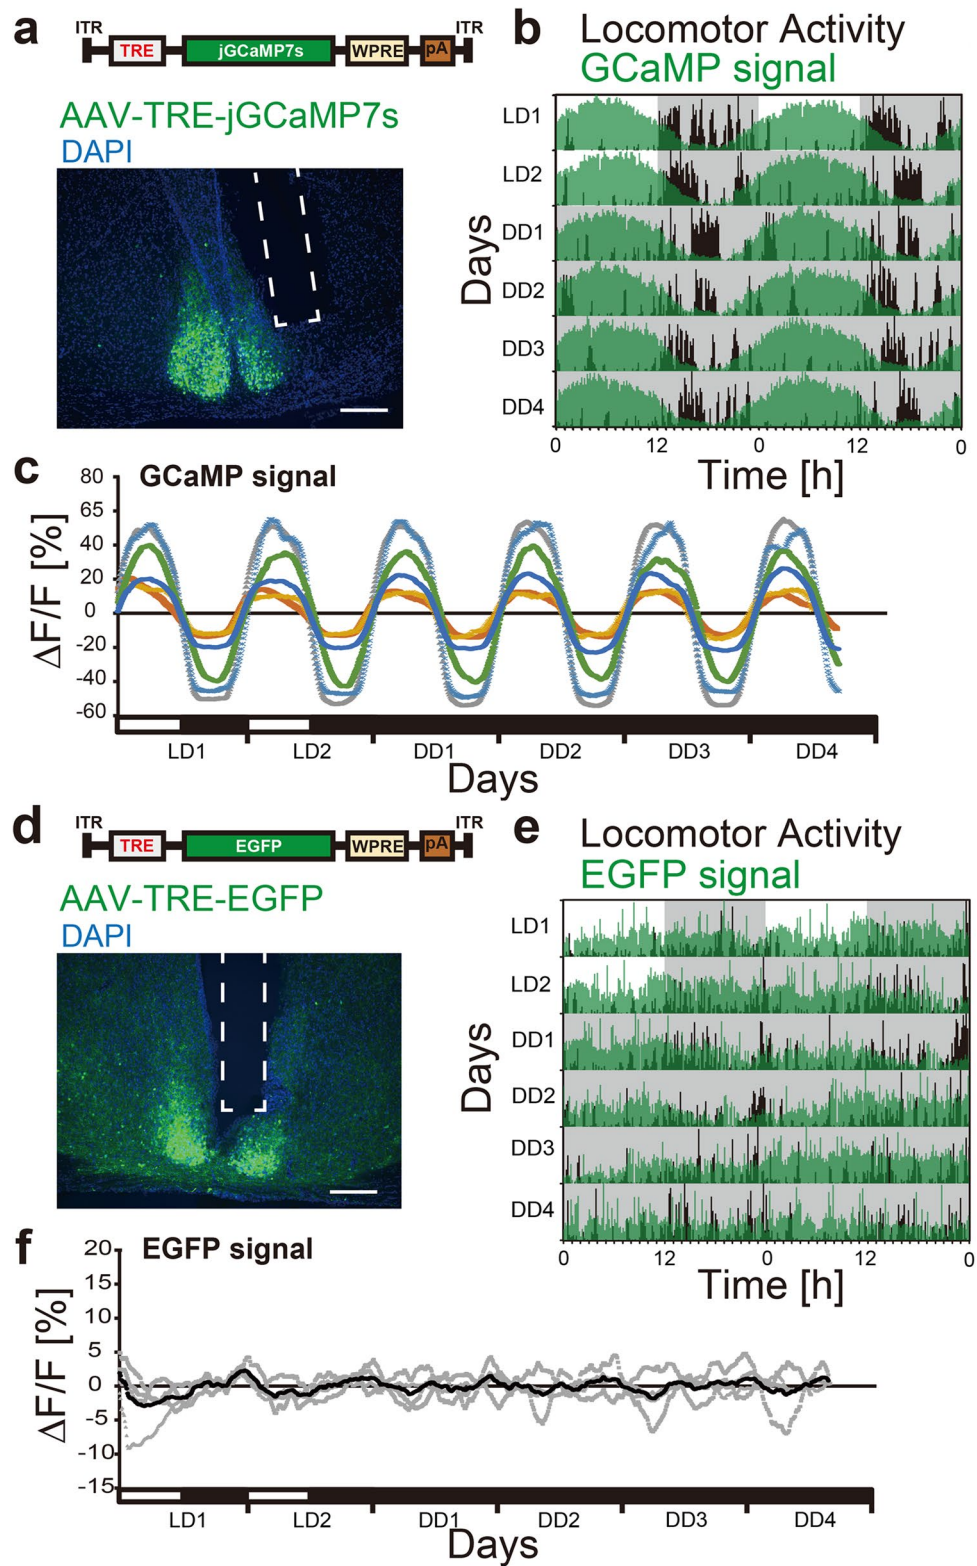 a
ITR
ITR
TRE
jGCaMP7s
WPRE
pA
AAV-TRE-jGCaMP7s
DAPI
b
Locomotor Activity
GCaMP signal
LD1
LD2
DD1
DD2
DD3
DD4
Days
0
12
0
12
0
Time [h]
c
GCaMP signal
80
65
40
20
0
-20
-40
-60
ΔF/F [%]
LD1
LD2
DD1
DD2
DD3
DD4
Days
d
ITR
ITR
TRE
EGFP
WPRE
pA
AAV-TRE-EGFP
DAPI
e
Locomotor Activity
EGFP signal
LD1
LD2
DD1
DD2
DD3
DD4
Days
0
12
0
12
0
Time [h]
f
EGFP signal
20
15
10
5
0
-5
-10
-15
ΔF/F [%]
LD1
LD2
DD1
DD2
DD3
DD4
Days